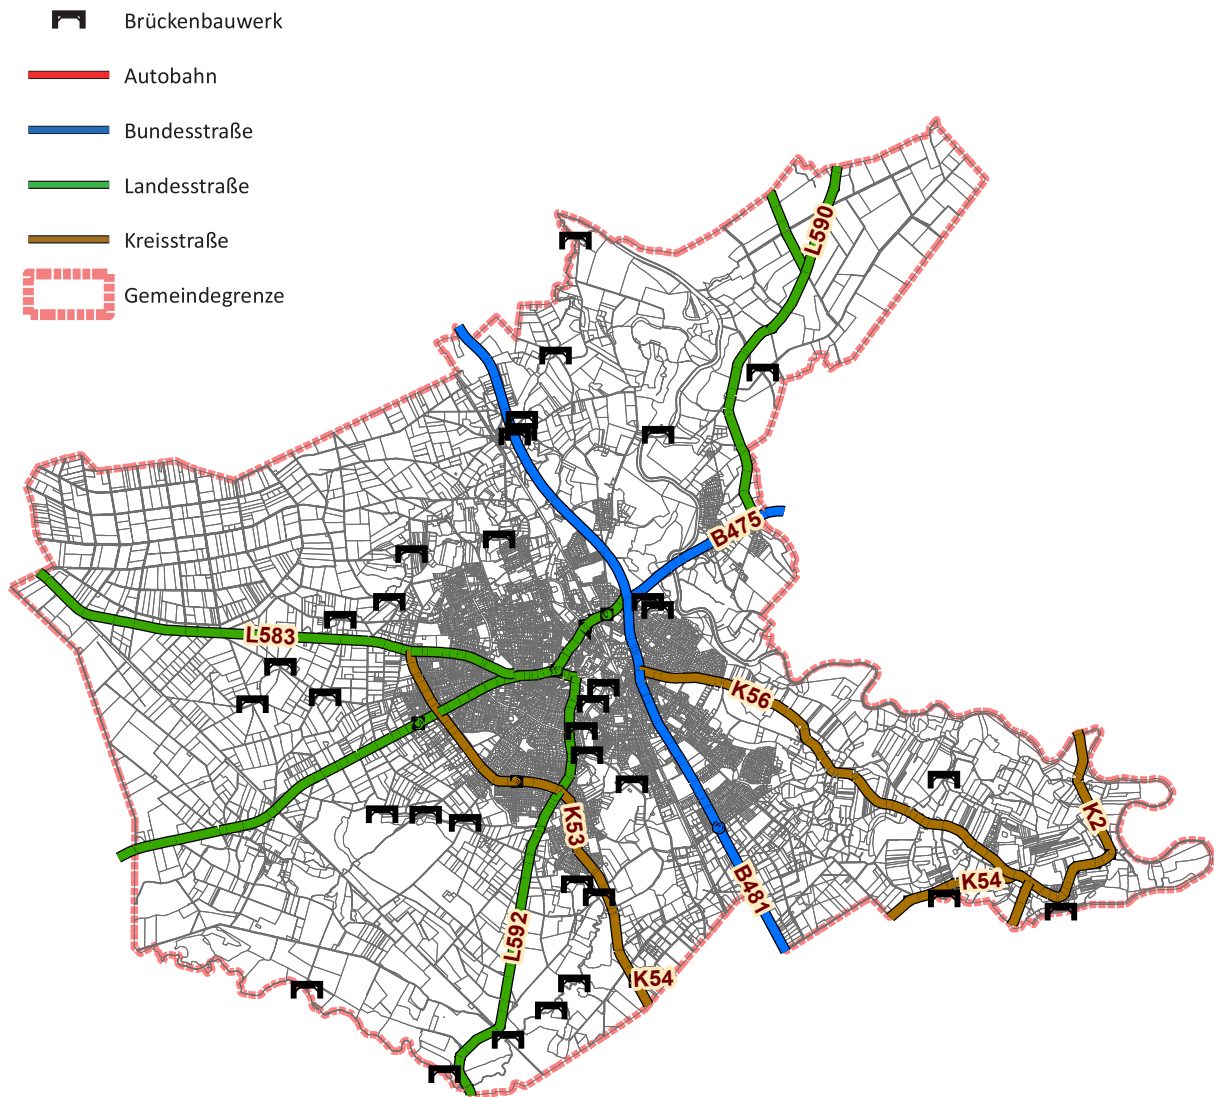 Brückenbauwerk
Autobahn
Bundesstraße
Landesstraße
Kreisstraße
Gemeindegrenze
L590
B475
L583
K56
K2
K53
K54
B481
L592
K54